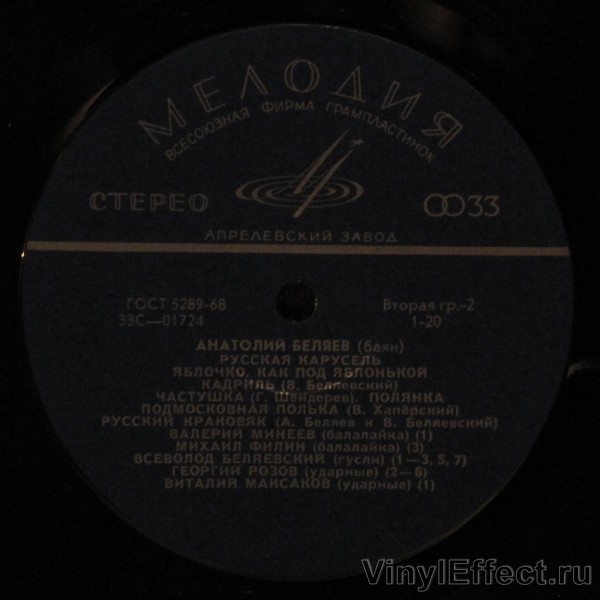 МЕЛОДИЯ
ВСЕСОЮЗНАЯ ФИРМА ГРАМПЛАСТИНОК
СТЕРЕО
33
АПРЕЛЕВСКИЙ ЗАВОД
ГОСТ 5289-68 Вторая гр.-2
33С—01724 1-20
АНАТОЛИЙ БЕЛЯЕВ (баян)
РУССКАЯ КАРУСЕЛЬ
ЯБЛОЧКО, КАК ПОД ЯБЛОНЬКОЙ
КАДРИЛЬ (В. Беляевский)
ЧАСТУШКА (Г. Шендерев), ПОЛЯНКА
ПОДМОСКОВНАЯ ПОЛЬКА (В. Хапёрский)
РУССКИЙ КРАКОВЯК (А. Беляев и В. Беляевский)
ВАЛЕРИЙ МИНЕЕВ (балалайка) (1)
МИХАИЛ ФИЛИН (балалайка) (3)
ВСЕВОЛОД БЕЛЯЕВСКИЙ (гусли) (1—3, 5, 7)
ГЕОРГИЙ РОЗОВ (ударные) (2—6)
ВИТАЛИЙ МАКСАКОВ (ударные) (1)
VinylEffect.ru